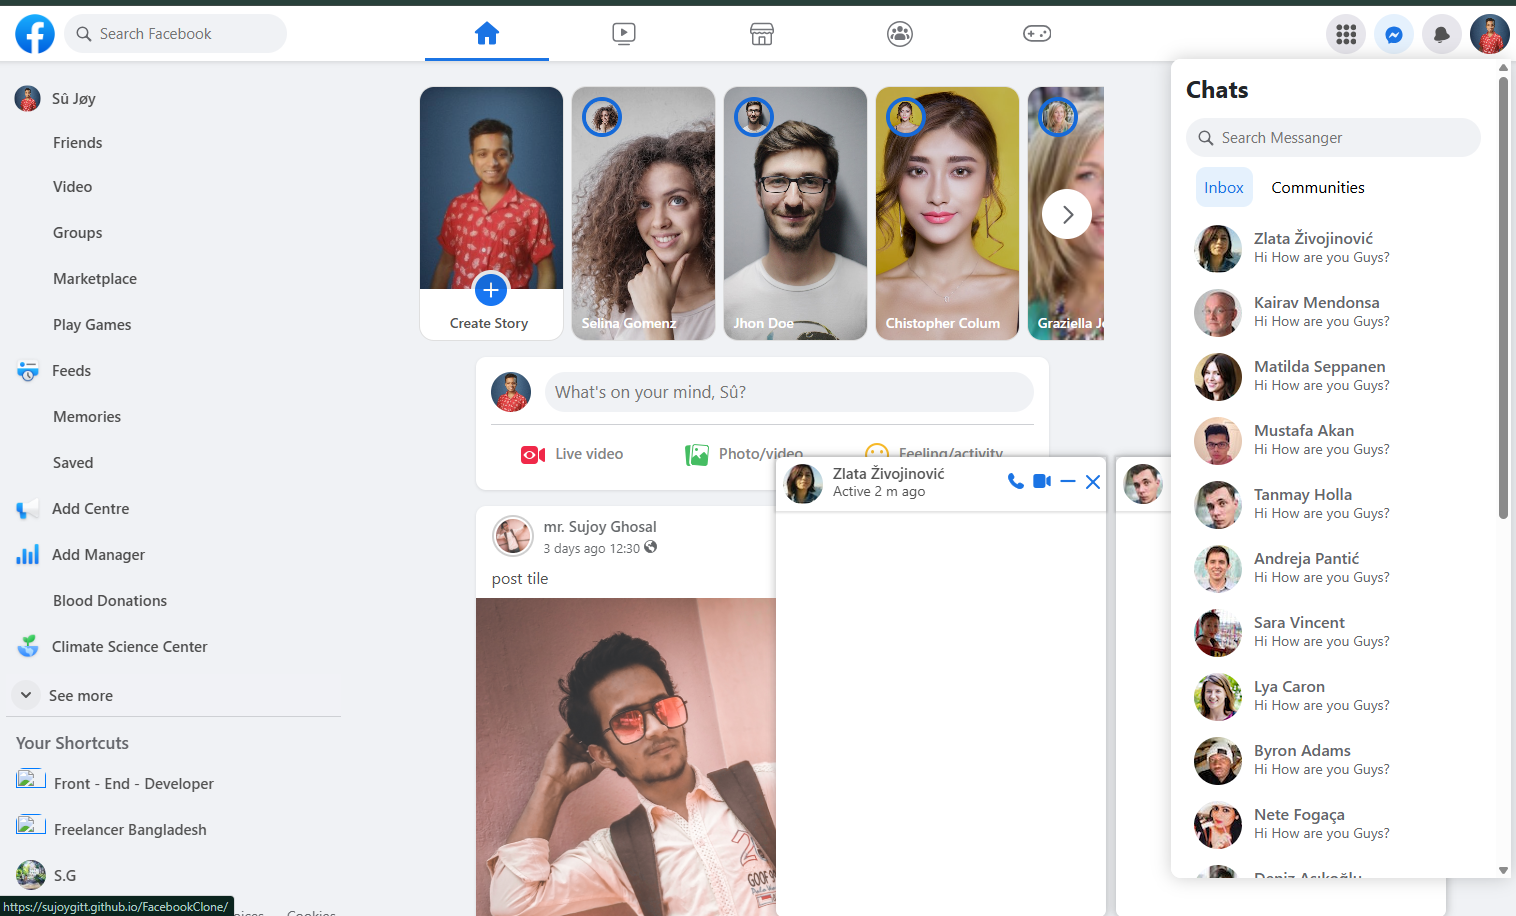 Search Facebook
Sû Jøy
Friends
Video
Groups
Marketplace
Play Games
Feeds
Memories
Saved
Add Centre
Add Manager
Blood Donations
Climate Science Center
See more
Your Shortcuts
Front - End - Developer
Freelancer Bangladesh
S.G
Cookies
https://sujoygitt.github.io/FacebookClone/
Create Story
Selina Gomenz
Jhon Doe
Chistopher Colum
Graziella
What's on your mind, Sû?
Live video
Photo/video
Feeling/activity
mr. Sujoy Ghosal
3 days ago 12:30
post tile
Zlata Živojinović
Active 2 m ago
Chats
Search Messanger
Inbox Communities
Zlata Živojinović
Hi How are you Guys?
Kairav Mendonsa
Hi How are you Guys?
Matilda Seppanen
Hi How are you Guys?
Mustafa Akan
Hi How are you Guys?
Tanmay Holla
Hi How are you Guys?
Andreja Pantić
Hi How are you Guys?
Sara Vincent
Hi How are you Guys?
Lya Caron
Hi How are you Guys?
Byron Adams
Hi How are you Guys?
Nete Fogaça
Hi How are you Guys?